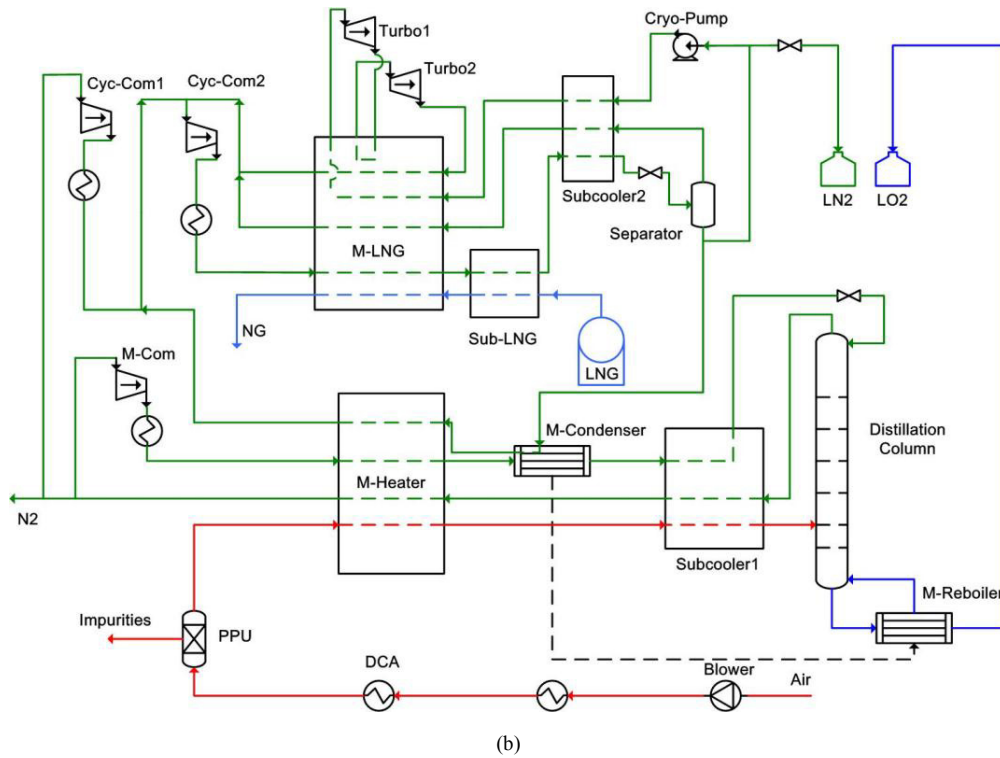 Turbo1
Cryo-Pump
Turbo2
Cyc-Com1
Cyc-Com2
Subcooler2
LN2
LO2
Separator
M-LNG
NG
Sub-LNG
LNG
M-Com
M-Condenser
Distillation
Column
M-Heater
N2
Subcooler1
M-Reboiler
Impurities
PPU
DCA
Blower
Air
(b)